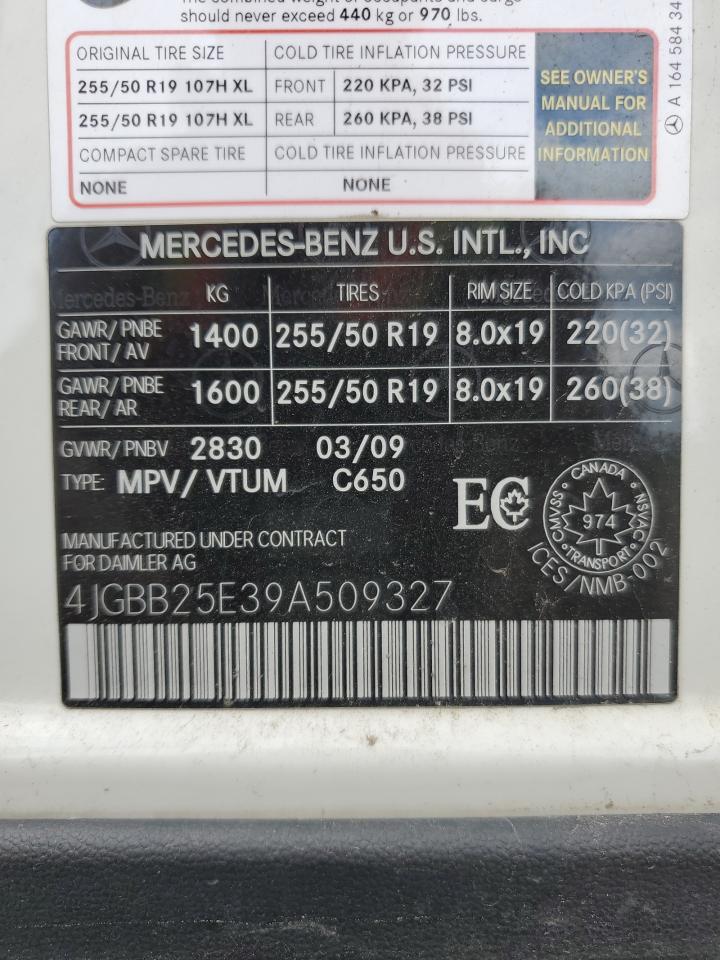 should never exceed 440 kg or 970 lbs.
ORIGINAL TIRE SIZE COLD TIRE INFLATION PRESSURE
255/50 R19 107H XL FRONT 220 KPA, 32 PSI
255/50 R19 107H XL REAR 260 KPA, 38 PSI
COMPACT SPARE TIRE COLD TIRE INFLATION PRESSURE
NONE NONE
SEE OWNER'S
MANUAL FOR
ADDITIONAL
INFORMATION
A 164 584 34
MERCEDES-BENZ U.S. INTL., INC
KG TIRES RIM SIZE COLD KPA (PSI)
GAWR/PNBE
FRONT/AV 1400 255/50 R19 8.0x19 220(32)
GAWR/PNBE
REAR/AR 1600 255/50 R19 8.0x19 260(38)
GVWR/PNBV 2830 03/09
TYPE: MPV/VTUM C650
EC
CANADA
CMVSS NSVAC
974
TRANSPORT
ICES/NMB-002
MANUFACTURED UNDER CONTRACT
FOR DAIMLER AG
4JGBB25E39A509327